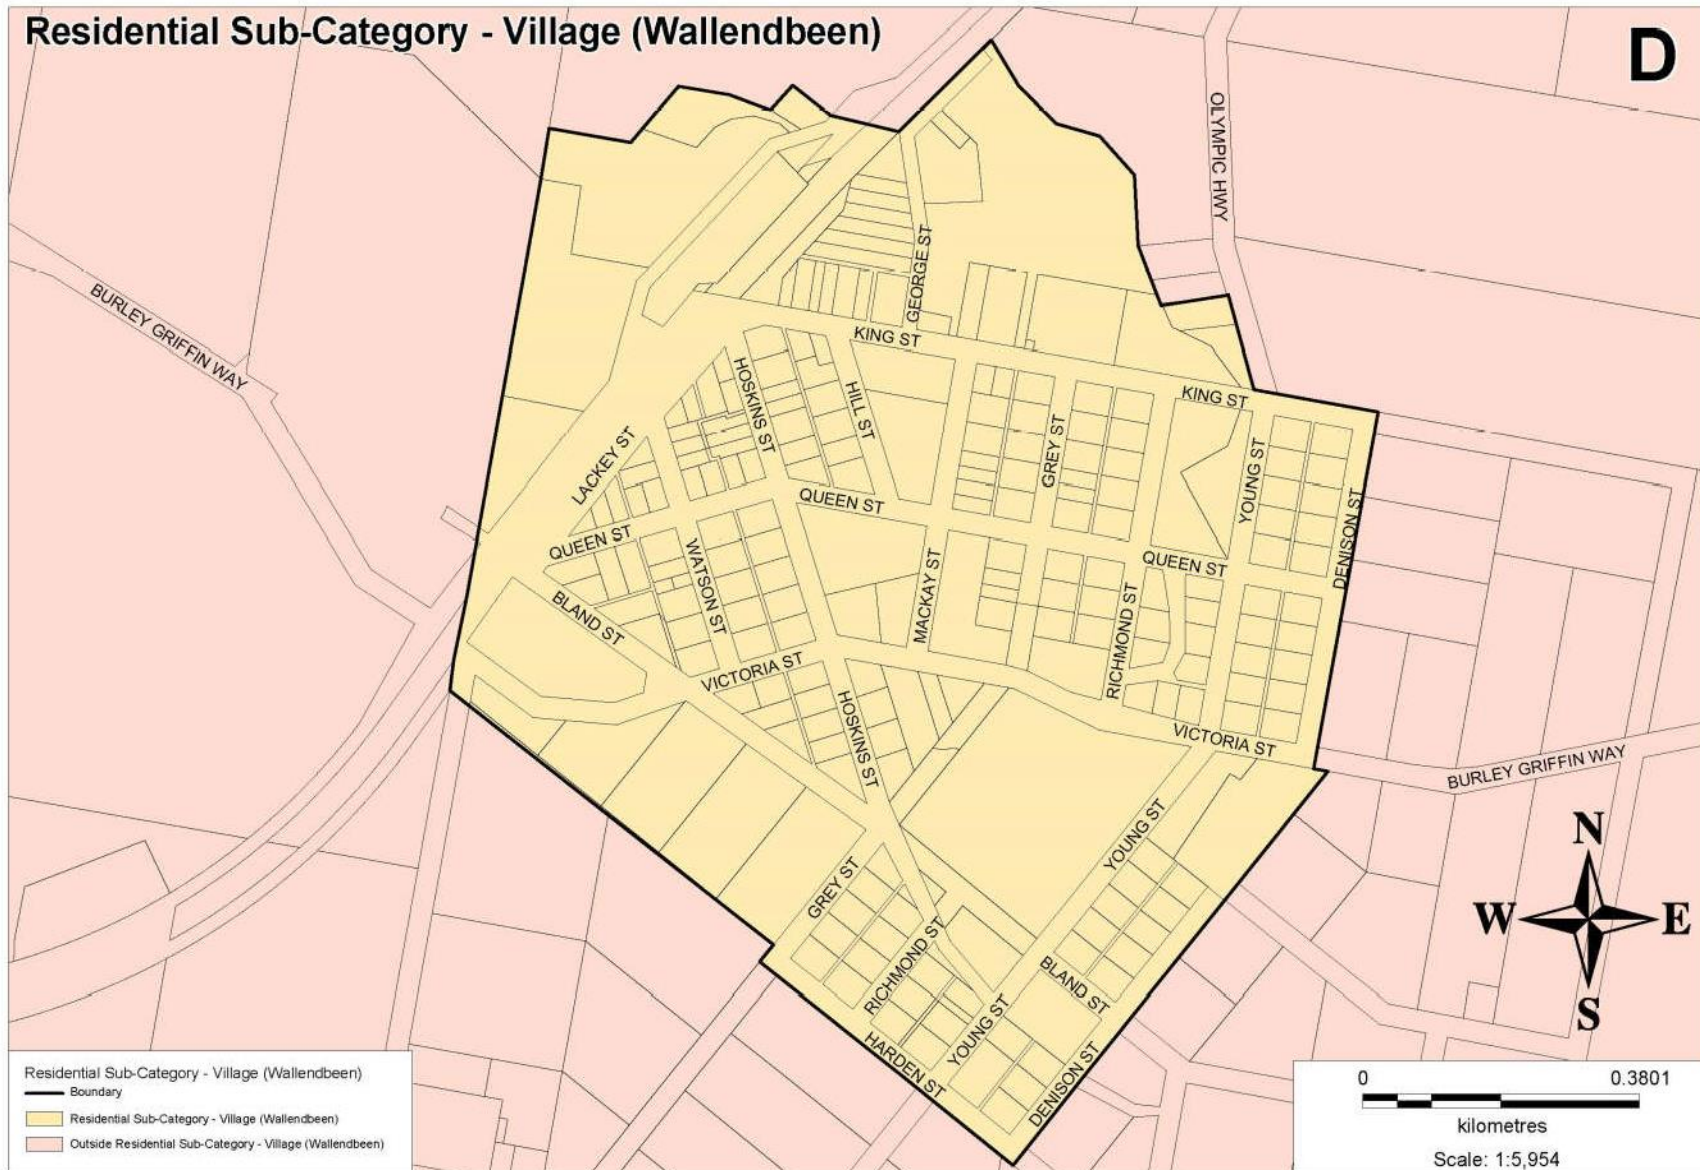 Residential Sub-Category - Village (Wallendbeen)
D
OLYMPIC HWY
BURLEY GRIFFIN WAY
GEORGE ST
KING ST
HOSKINS ST
HILL ST
KING ST
GREY ST
LACKEY ST
YOUNG ST
DENISON ST
QUEEN ST
QUEEN ST
WATSON ST
MACKAY ST
QUEEN ST
BLAND ST
RICHMOND ST
VICTORIA ST
HOSKINS ST
VICTORIA ST
BURLEY GRIFFIN WAY
YOUNG ST
GREY ST
RICHMOND ST
BLAND ST
YOUNG ST
HARDEN ST
DENISON ST
N
W E
S
Residential Sub-Category - Village (Wallendbeen)
Boundary
Residential Sub-Category - Village (Wallendbeen)
Outside Residential Sub-Category - Village (Wallendbeen)
0 0.3801
kilometres
Scale: 1:5,954